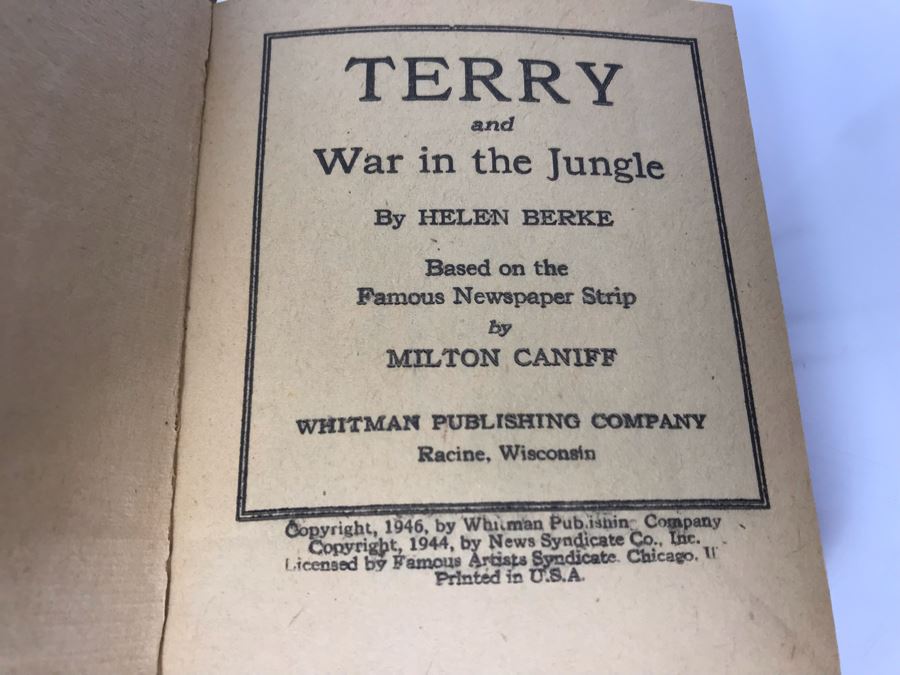 TERRY
and
War in the Jungle
By HELEN BERKE
Based on the
Famous Newspaper Strip
by
MILTON CANIFF
WHITMAN PUBLISHING COMPANY
Racine, Wisconsin
Copyright, 1946, by Whitman Publishing Company
Copyright, 1944, by News Syndicate Co., Inc.
Licensed by Famous Artists Syndicate. Chicago,
Printed in U.S.A.